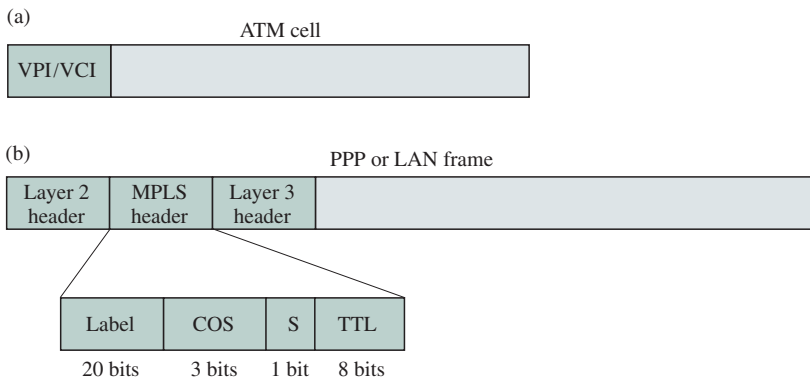 (a)
ATM cell
VPI/VCI
(b)
PPP or LAN frame
Layer 2 header
MPLS header
Layer 3 header
Label
COS
S
TTL
20 bits
3 bits
1 bit
8 bits